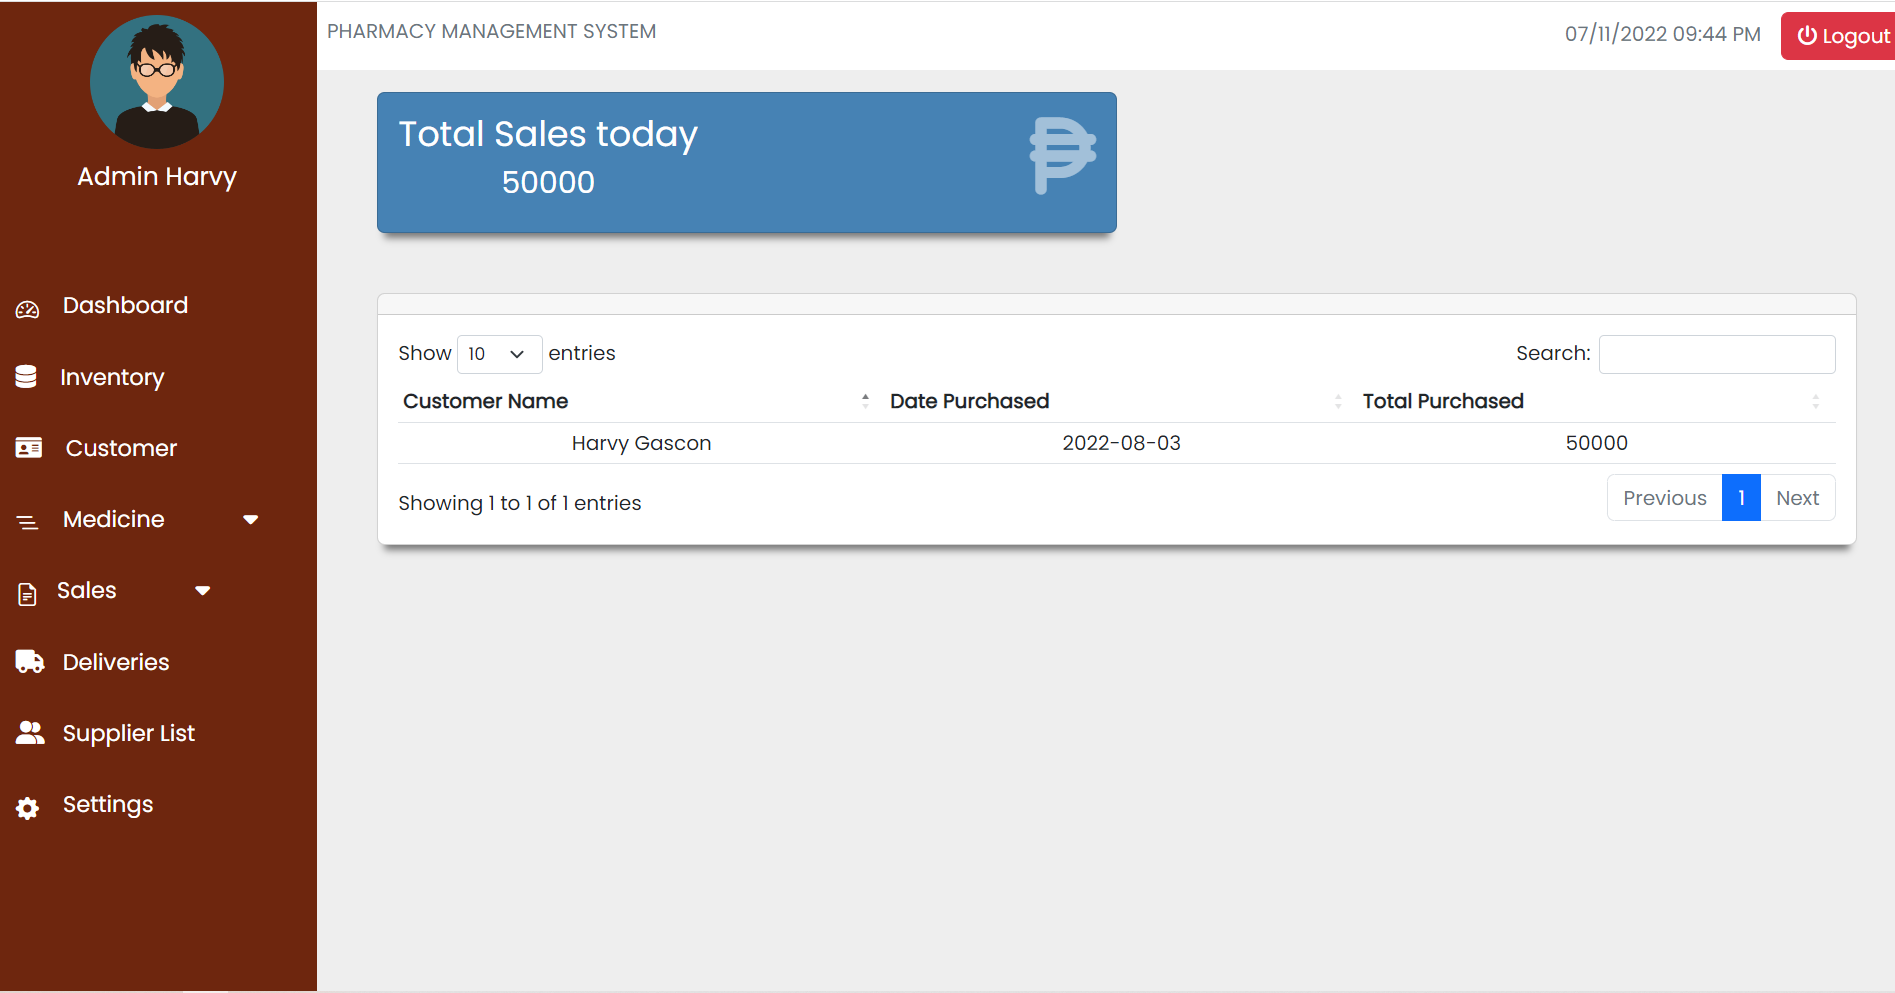 Admin Harvy
Dashboard
Inventory
Customer
Medicine
Sales
Deliveries
Supplier List
Settings
PHARMACY MANAGEMENT SYSTEM
07/11/2022 09:44 PM
Logout
Total Sales today
50000
Show 10 entries
Search:
Customer Name Date Purchased Total Purchased
Harvy Gascon 2022-08-03 50000
Showing 1 to 1 of 1 entries
Previous 1 Next